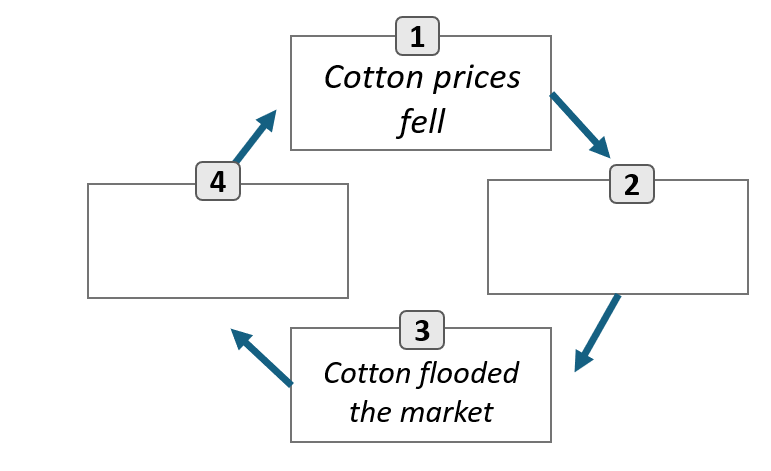 1
Cotton prices
fell
2
3
Cotton flooded
the market
4